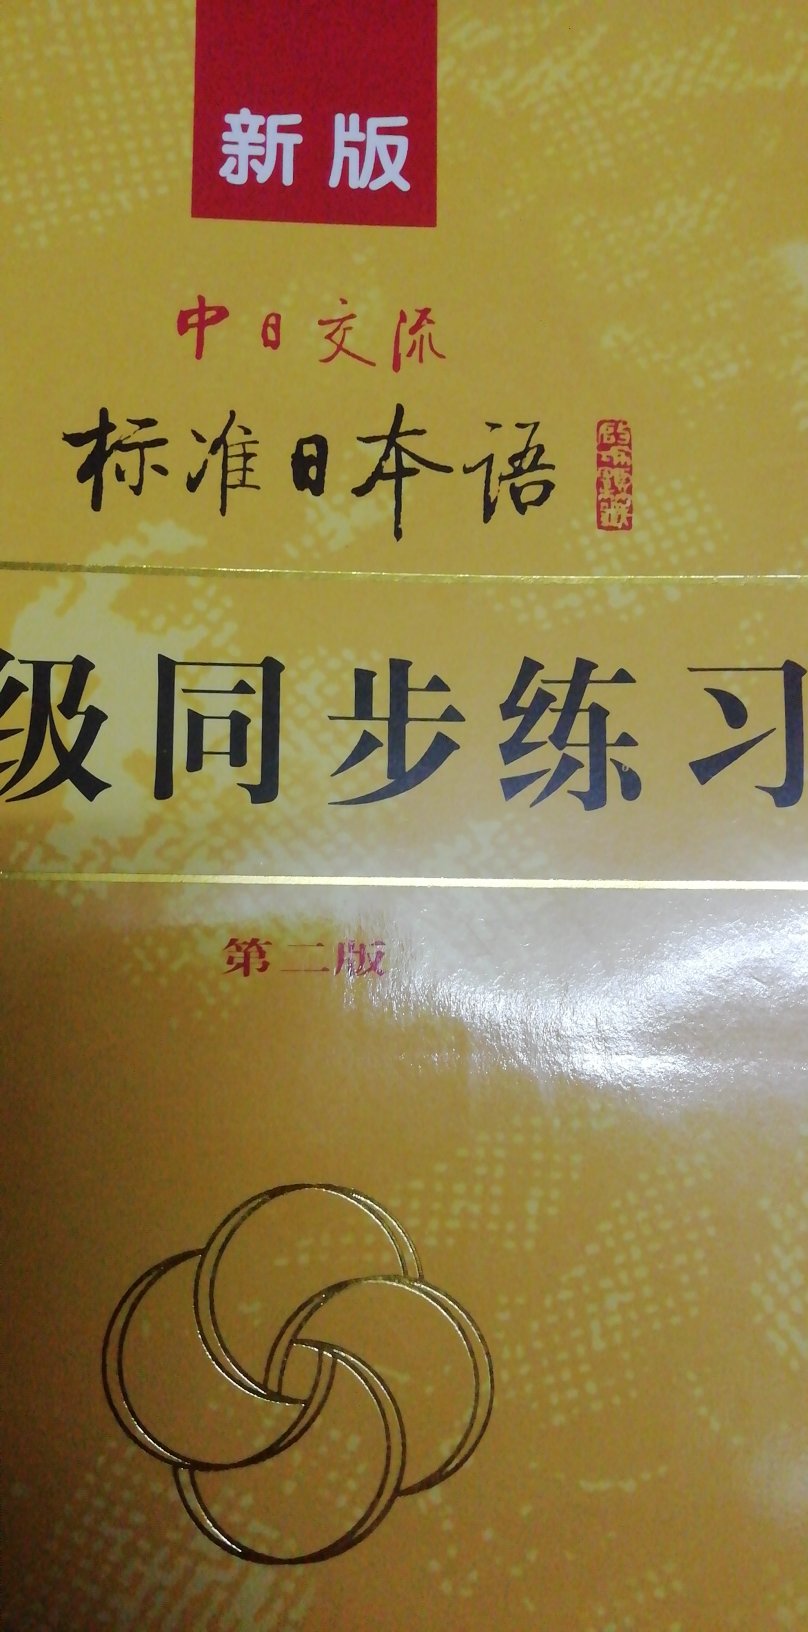 新版
中日交流
标准日本语
级同步练习
第二版